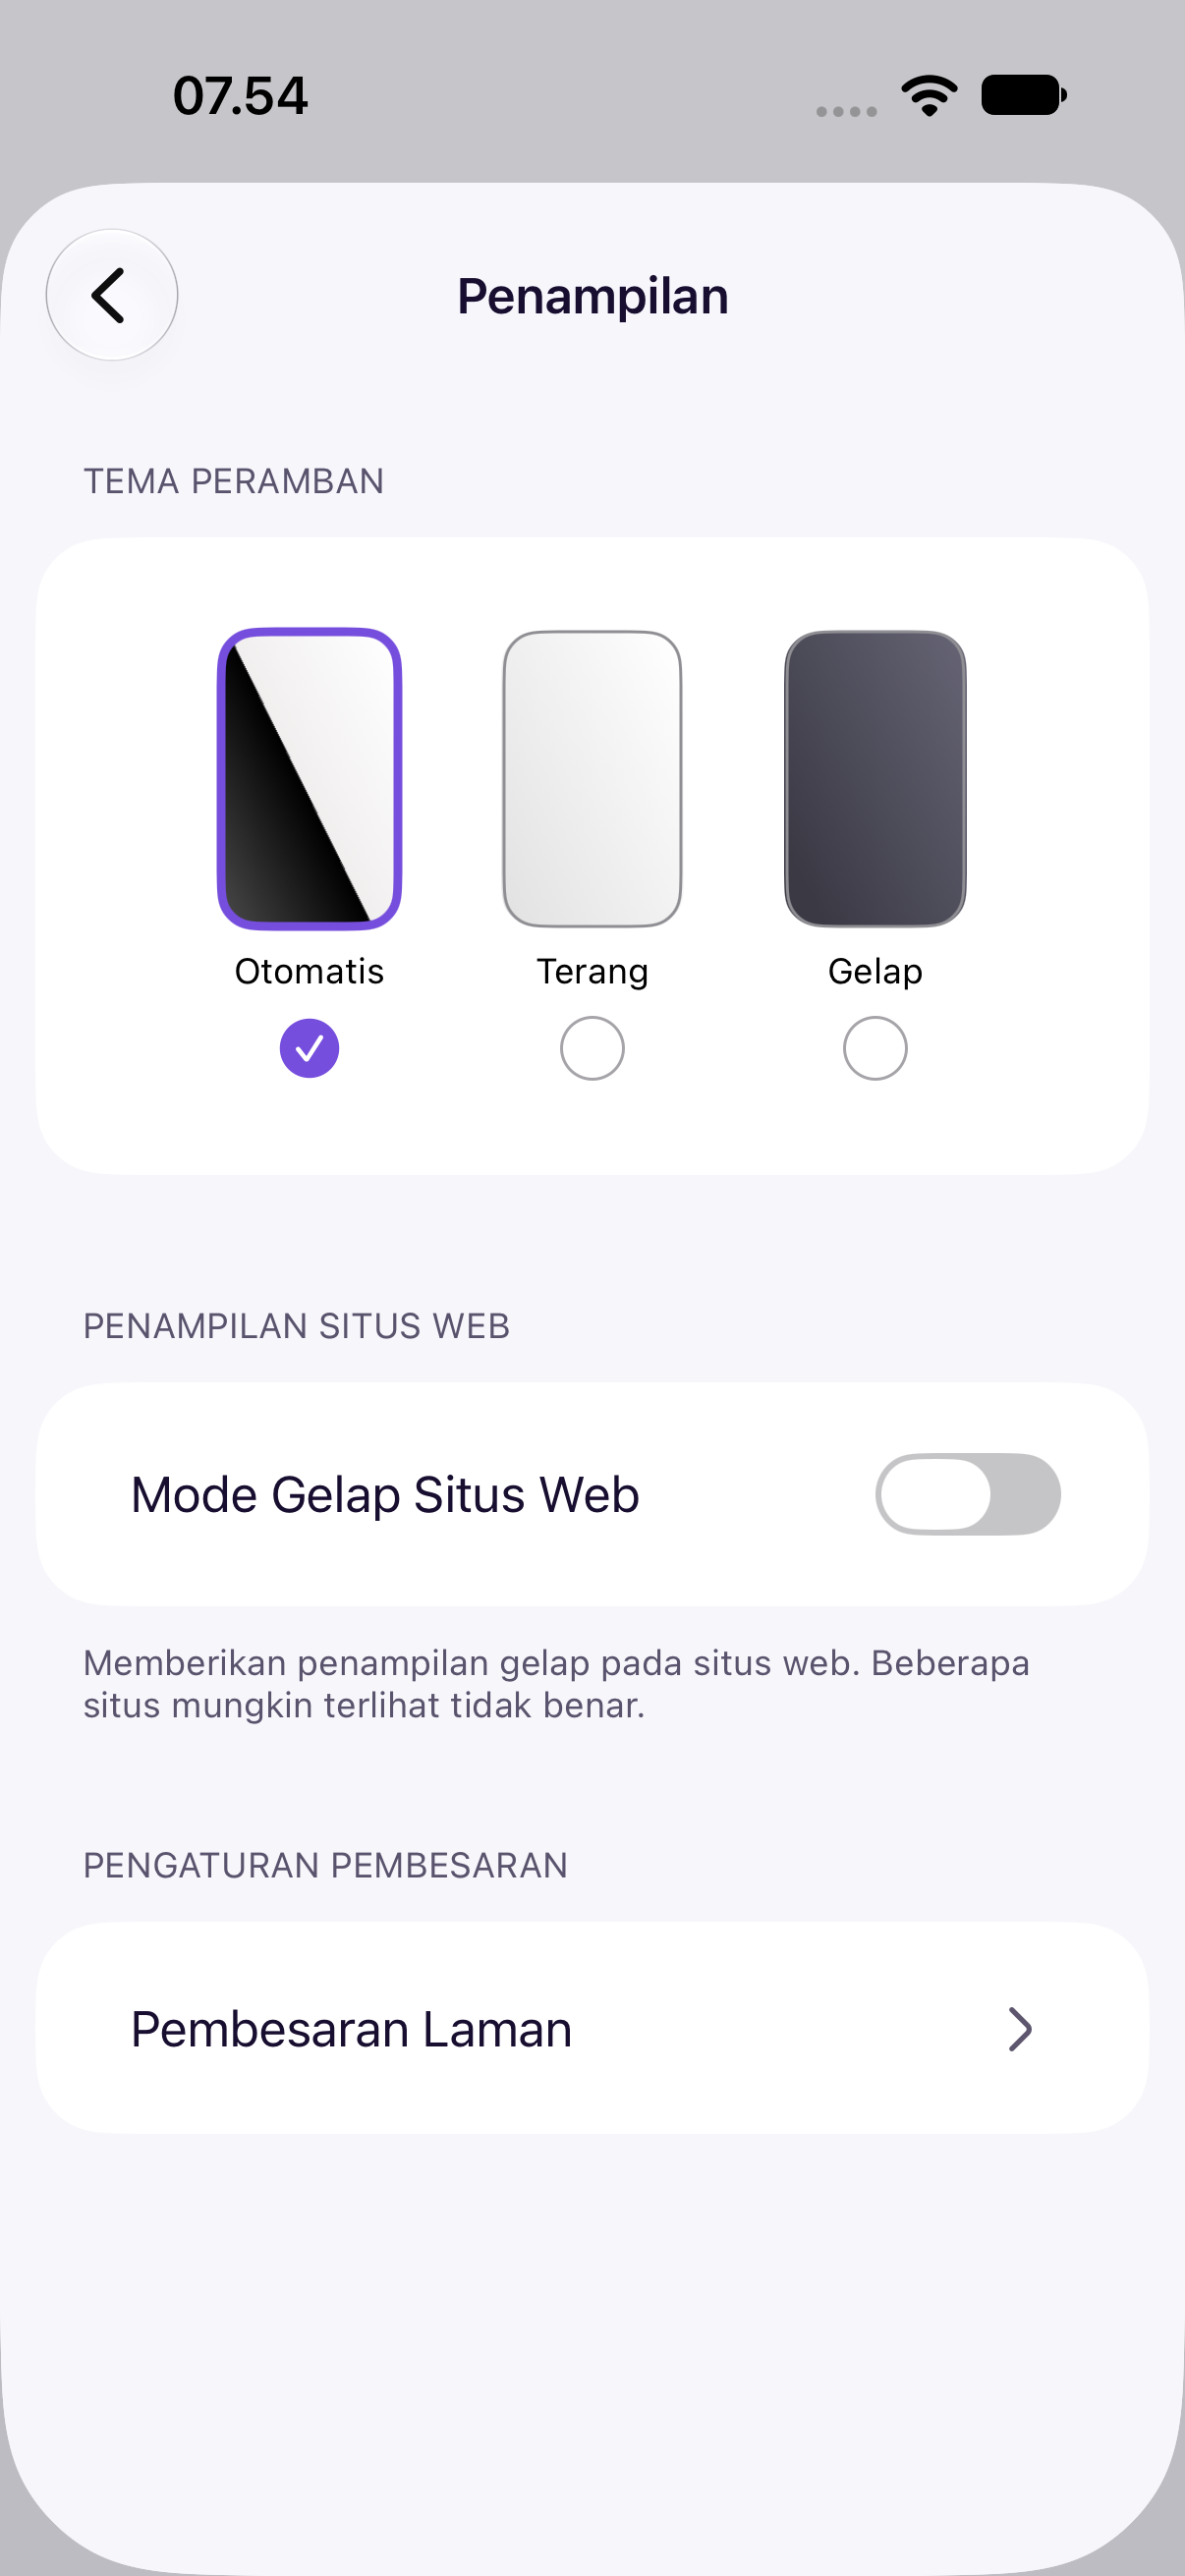 07.54
Penampilan
TEMA PERAMBAN
Otomatis
Terang
Gelap
PENAMPILAN SITUS WEB
Mode Gelap Situs Web
Memberikan penampilan gelap pada situs web. Beberapa
situs mungkin terlihat tidak benar.
PENGATURAN PEMBESARAN
Pembesaran Laman